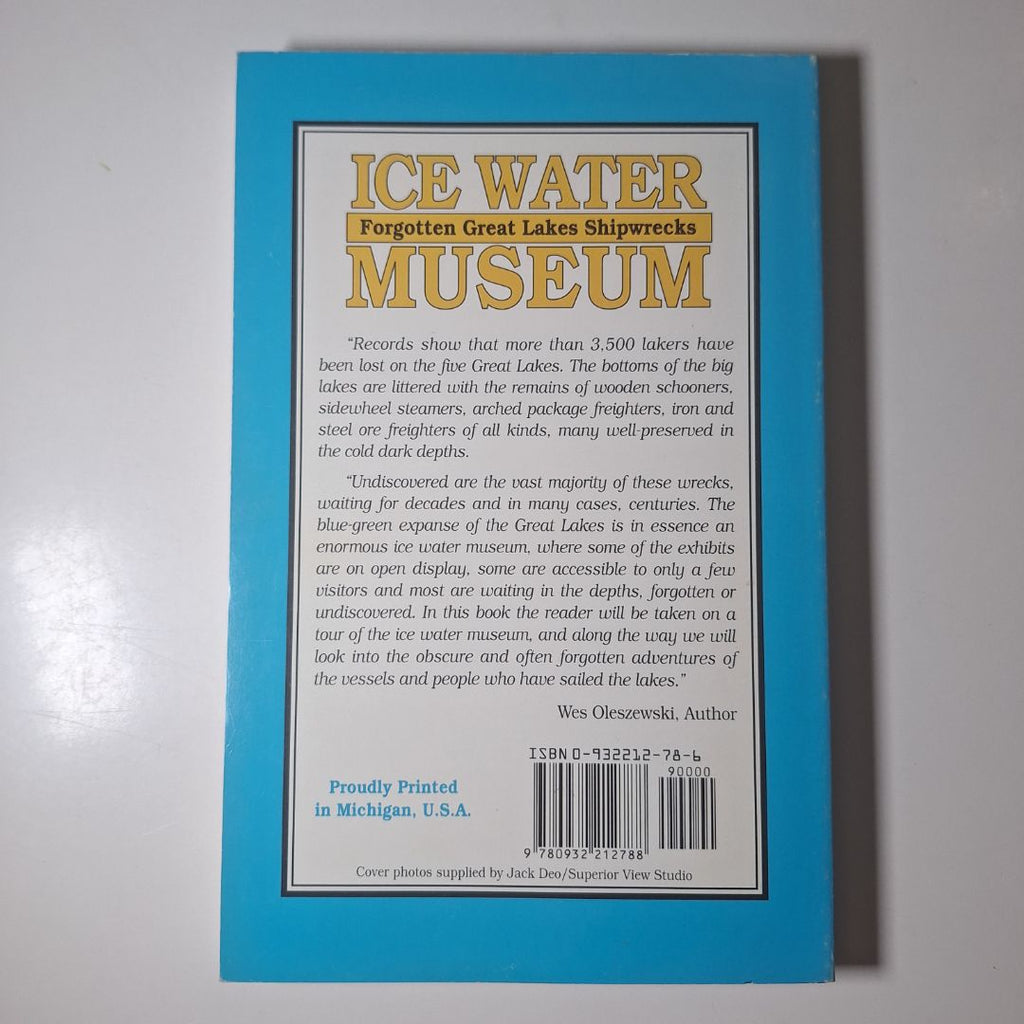 ICE WATER
Forgotten Great Lakes Shipwrecks
MUSEUM
“Records show that more than 3,500 lakers have
been lost on the five Great Lakes. The bottoms of the big
lakes are littered with the remains of wooden schooners,
sidewheel steamers, arched package freighters, iron and
steel ore freighters of all kinds, many well-preserved in
the cold dark depths.
“Undiscovered are the vast majority of these wrecks,
waiting for decades and in many cases, centuries. The
blue-green expanse of the Great Lakes is in essence an
enormous ice water museum, where some of the exhibits
are on open display, some are accessible to only a few
visitors and most are waiting in the depths, forgotten or
undiscovered. In this book the reader will be taken on a
tour of the ice water museum, and along the way we will
look into the obscure and often forgotten adventures of
the vessels and people who have sailed the lakes.”
Wes Oleszewski, Author
Proudly Printed
in Michigan, U.S.A.
ISBN 0-932212-78-6
90000
9 780932 212788
Cover photos supplied by Jack Deo/Superior View Studio